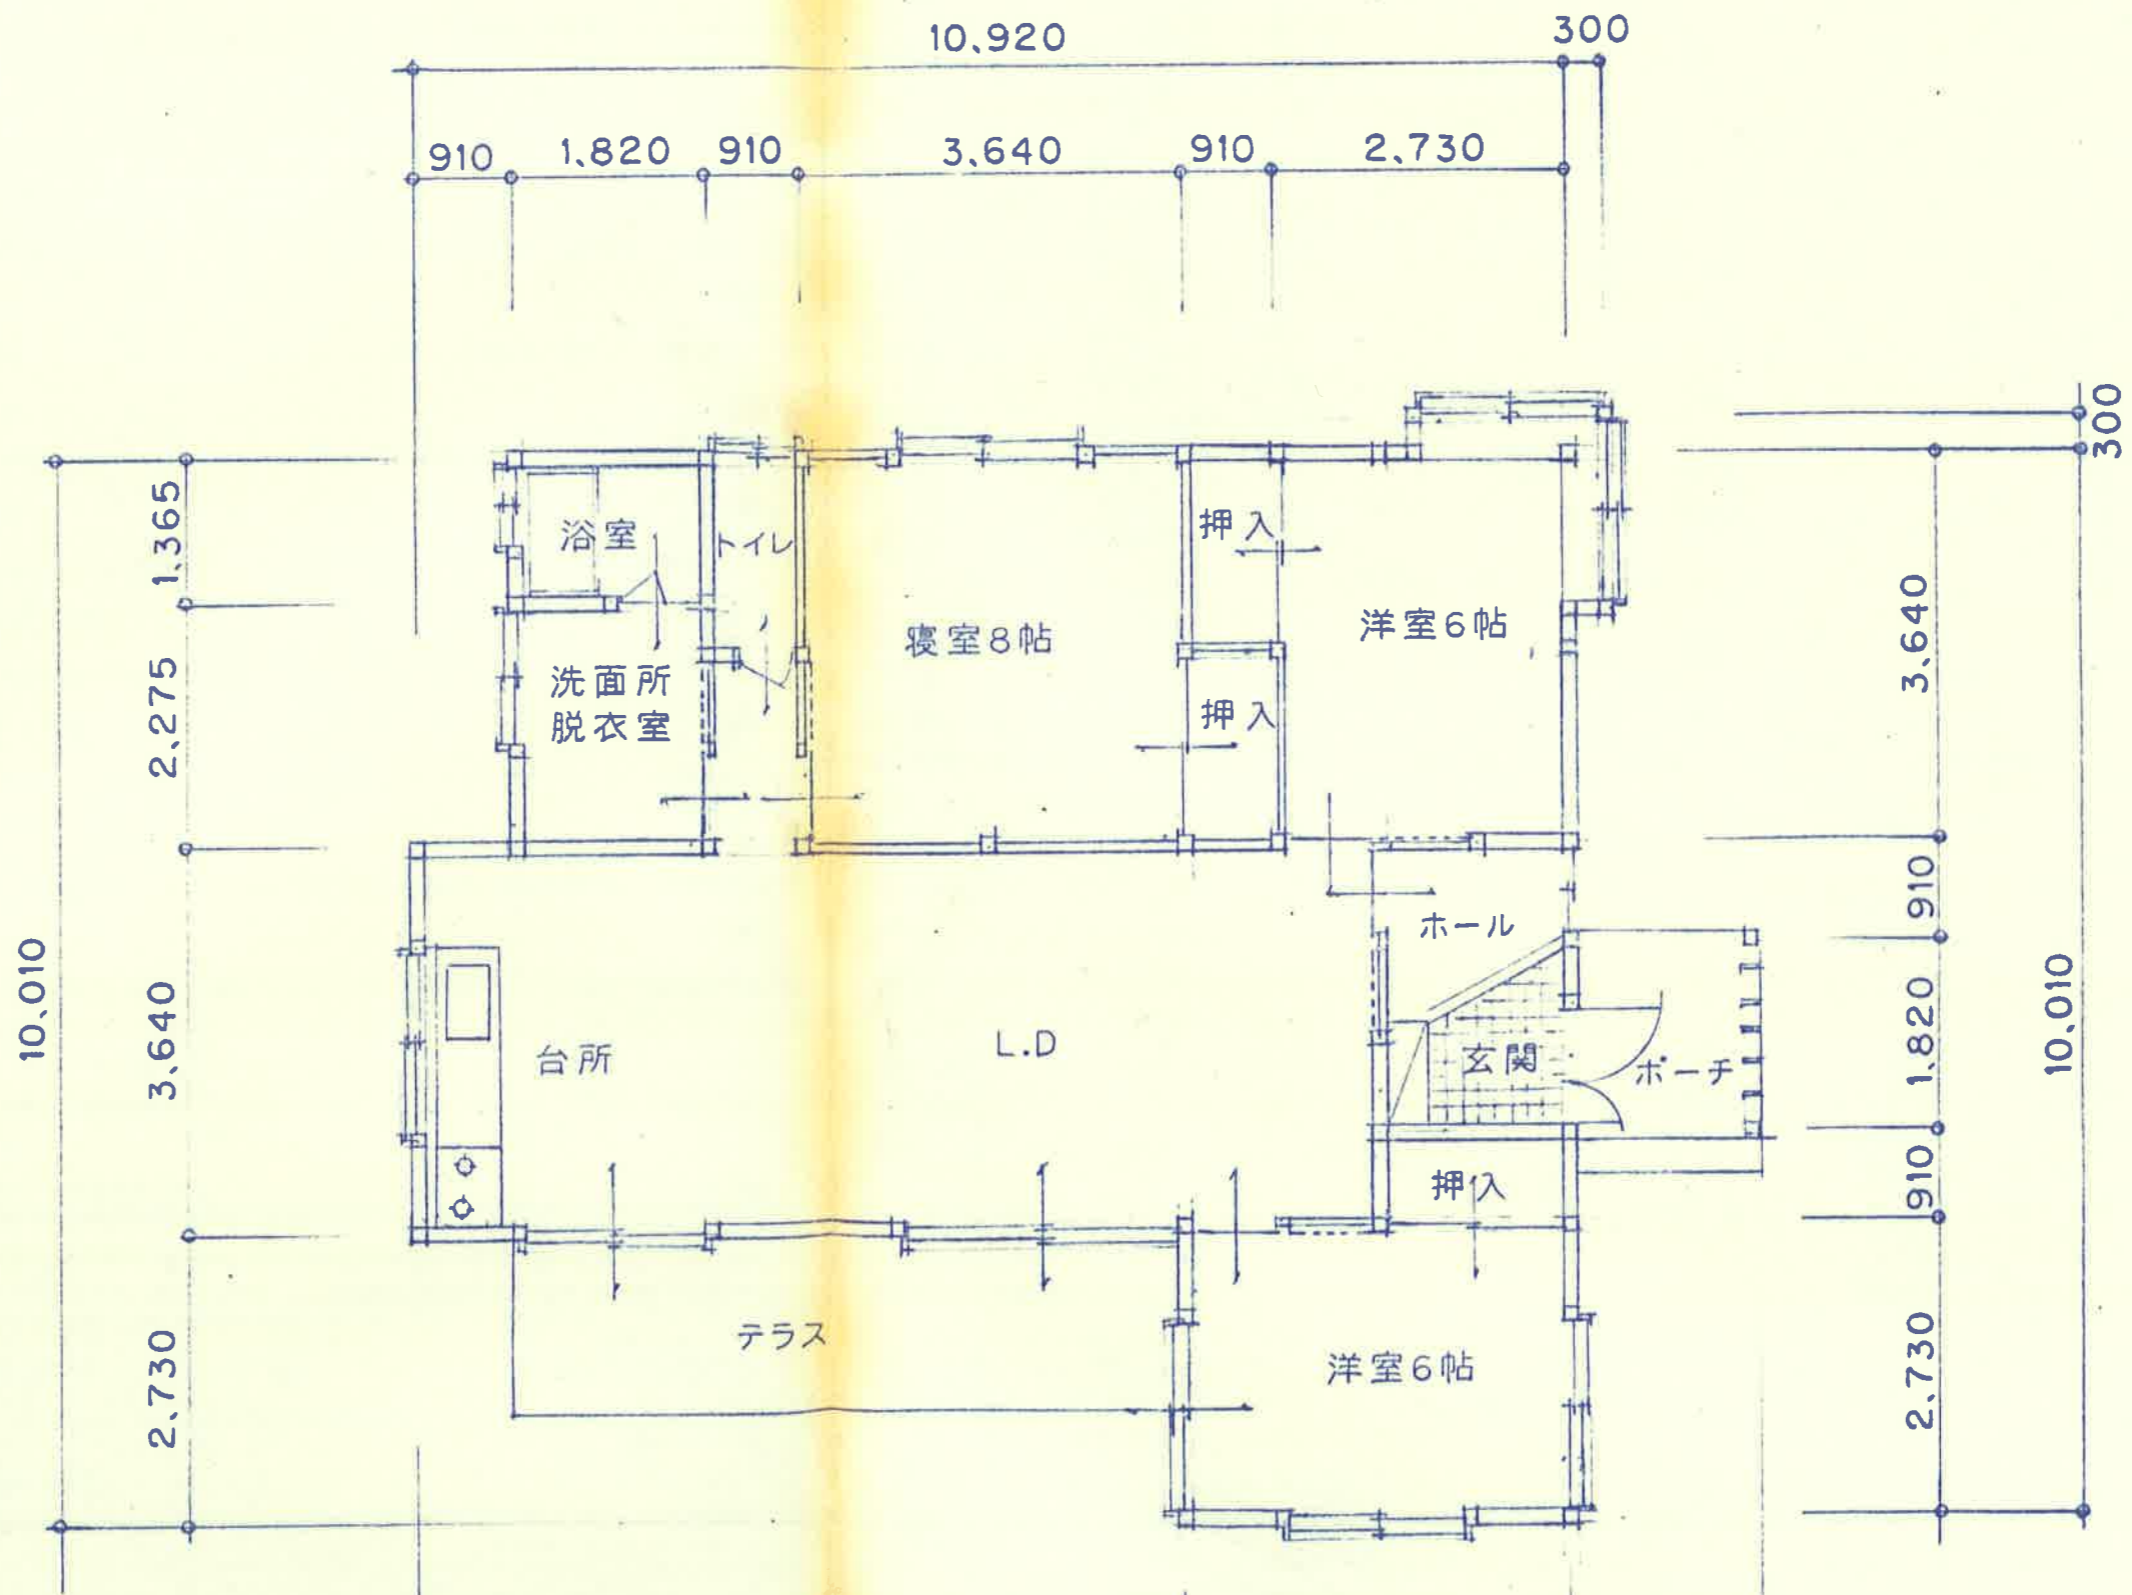 10.920
300
910
1.820
910
3.640
910
2.730
300
1.365
浴室
トイレ
押入
洋室6帖
3.640
寝室8帖
2.275
洗面所
脱衣室
押入
910
ホール
10.010
3.640
台所
L.D
玄関
ポーチ
1.820
10.010
押入
910
テラス
2.730
洋室6帖
2.730